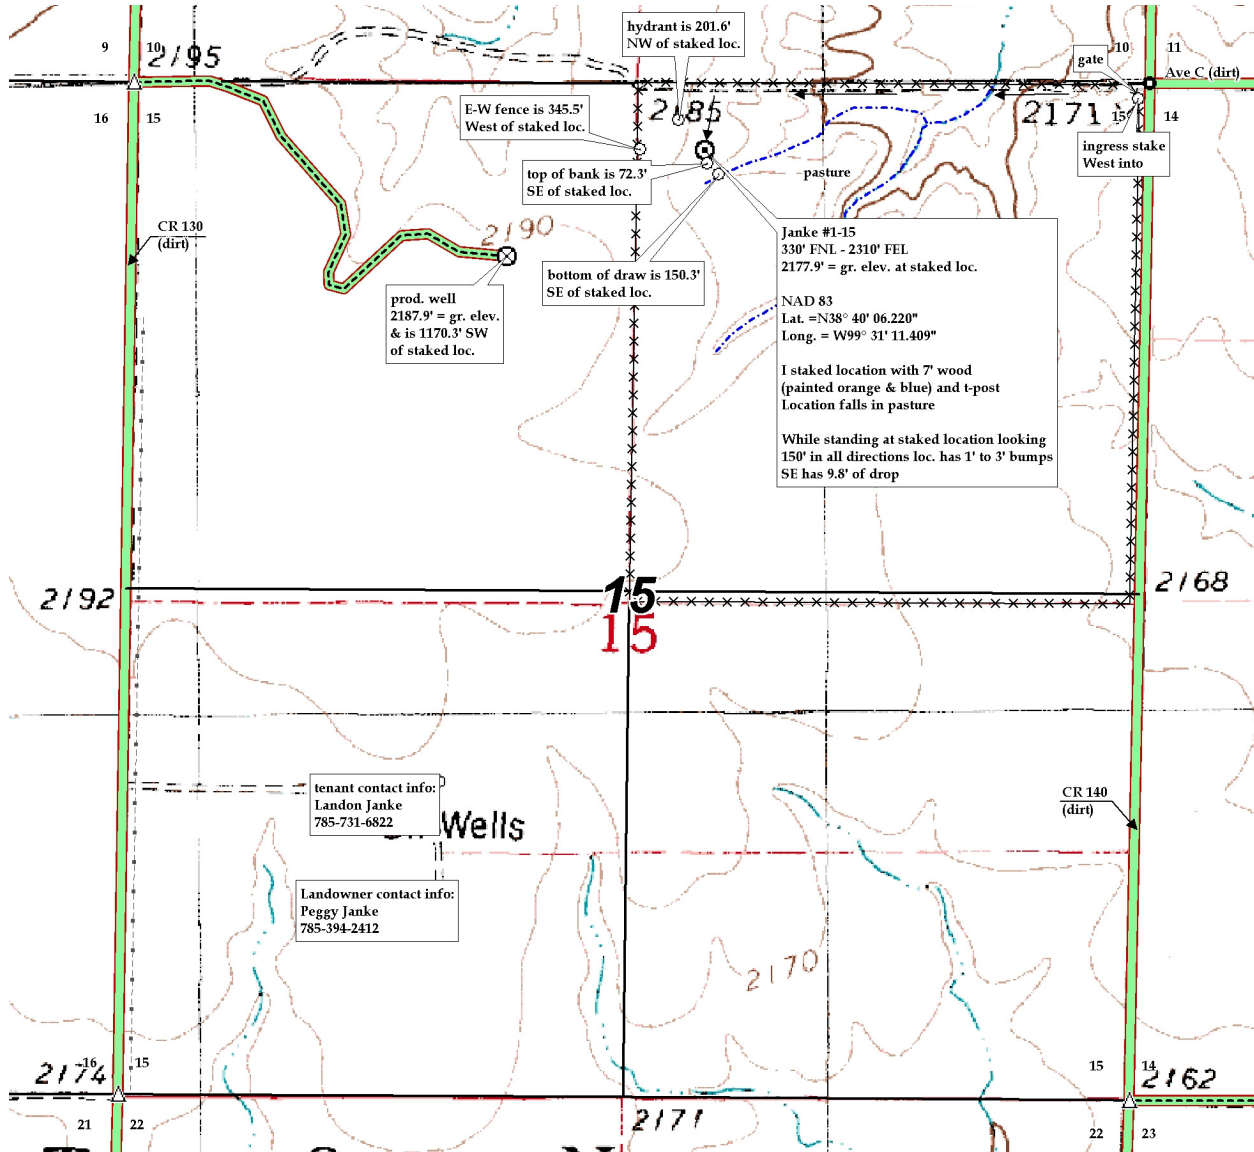 hydrant is 201.6'
NW of staked loc.
9
10
2195
10
11
gate
Ave C (dirt)
16
15
E-W fence is 345.5'
West of staked loc.
2185
2171
15
14
ingress stake
West into
top of bank is 72.3'
SE of staked loc.
pasture
CR 130
(dirt)
2190
bottom of draw is 150.3'
SE of staked loc.
prod. well
2187.9' = gr. elev.
& is 1170.3' SW
of staked loc.
Janke #1-15
330' FNL - 2310' FEL
2177.9' = gr. elev. at staked loc.
NAD 83
Lat. =N38° 40' 06.220"
Long. = W99° 31' 11.409"
I staked location with 7' wood
(painted orange & blue) and t-post
Location falls in pasture
While standing at staked location looking
150' in all directions loc. has 1' to 3' bumps
SE has 9.8' of drop
2192
15
15
2168
tenant contact info:
Landon Janke
785-731-6822
Wells
CR 140
(dirt)
Landowner contact info:
Peggy Janke
785-394-2412
2170
16
15
2174
15
14
2162
21
22
2171
22
23